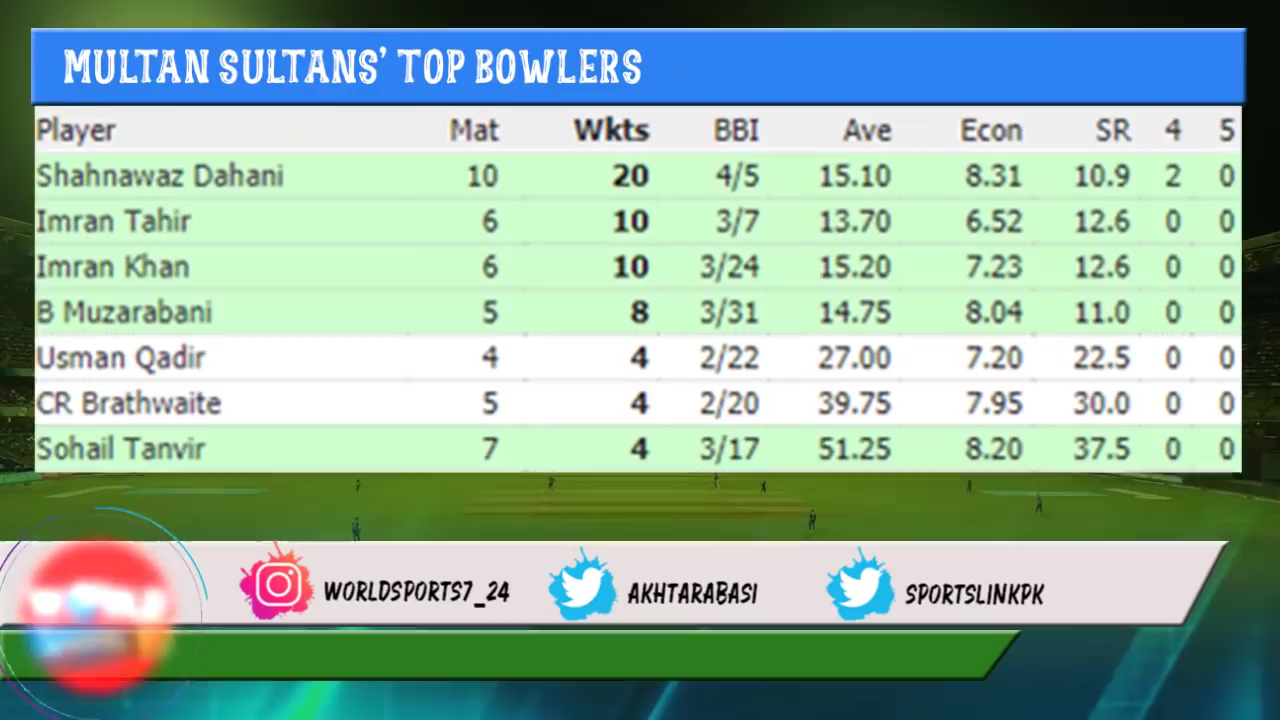 MULTAN SULTANS' TOP BOWLERS
Player Mat Wkts BBI Ave Econ SR 4 5
Shahnawaz Dahani 10 20 4/5 15.10 8.31 10.9 2 0
Imran Tahir 6 10 3/7 13.70 6.52 12.6 0 0
Imran Khan 6 10 3/24 15.20 7.23 12.6 0 0
B Muzarabani 5 8 3/31 14.75 8.04 11.0 0 0
Usman Qadir 4 4 2/22 27.00 7.20 22.5 0 0
CR Brathwaite 5 4 2/20 39.75 7.95 30.0 0 0
Sohail Tanvir 7 4 3/17 51.25 8.20 37.5 0 0
WORLDSPORTS7_24 AKHTARABASI SPORTSLINKPK